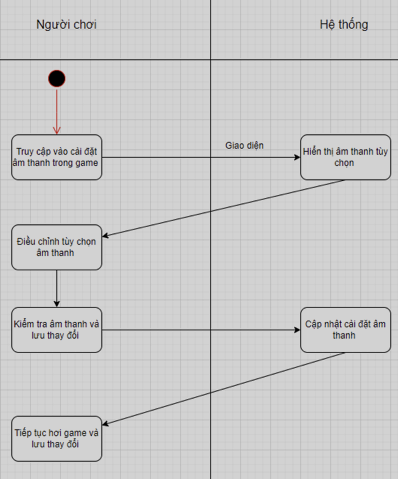 Người chơi
Hệ thống
Truy cập vào cài đặt
âm thanh trong game
Giao diện
Hiển thị âm thanh tùy
chọn
Điều chỉnh tùy chọn
âm thanh
Kiểm tra âm thanh và
lưu thay đổi
Cập nhật cài đặt âm
thanh
Tiếp tục hơi game và
lưu thay đổi